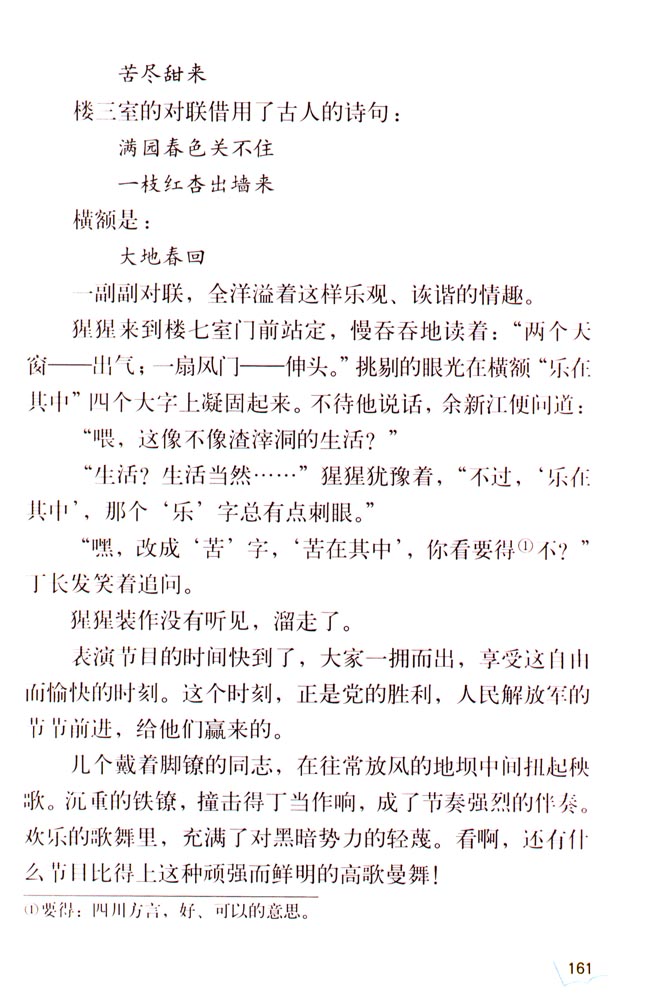 苦尽甜来
楼三室的对联借用了古人的诗句：
满园春色关不住
一枝红杏出墙来
横额是：
大地春回
一副副对联，全洋溢着这样乐观、诙谐的情趣。
猩猩来到楼七室门前站定，慢吞吞地读着：“两个天
窗——出气；一扇风门——伸头。”挑剔的眼光在横额“乐在
其中”四个大字上凝固起来。不待他说话，余新江便问道：
“喂，这像不像渣滓洞的生活？”
“生活？生活当然……”猩猩犹豫着，“不过，‘乐在
其中’，那个‘乐’字总有点刺眼。”
“嘿，改成‘苦’字，‘苦在其中’，你看要得①不？”
丁长发笑着追问。
猩猩装作没有听见，溜走了。
表演节目的时间快到了，大家一拥而出，享受这自由
而愉快的时刻。这个时刻，正是党的胜利，人民解放军的
节节前进，给他们赢来的。
几个戴着脚镣的同志，在往常放风的地坝中间扭起秧
歌。沉重的铁镣，撞击得丁当作响，成了节奏强烈的伴奏。
欢乐的歌舞里，充满了对黑暗势力的轻蔑。看啊，还有什
么节目比得上这种顽强而鲜明的高歌曼舞！
①要得：四川方言，好、可以的意思。
161